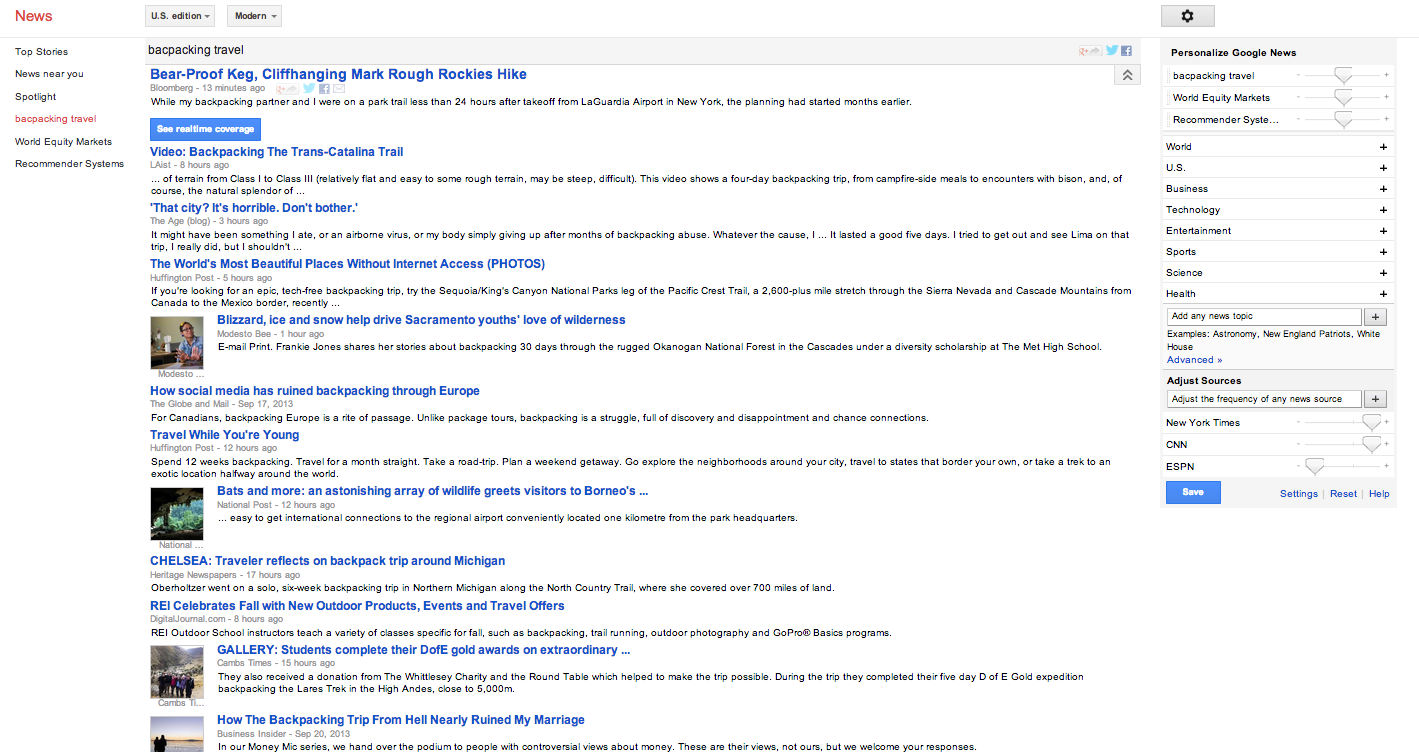 News
U.S. edition
Modern
Top Stories
News near you
Spotlight
bacpacking travel
World Equity Markets
Recommender Systems
bacpacking travel
Bear-Proof Keg, Cliffhanging Mark Rough Rockies Hike
Bloomberg - 13 minutes ago
While my backpacking partner and I were on a park trail less than 24 hours after takeoff from LaGuardia Airport in New York, the planning had started months earlier.
See realtime coverage
Video: Backpacking The Trans-Catalina Trail
LAist - 8 hours ago
... of terrain from Class I to Class III (relatively flat and easy to some rough terrain, may be steep, difficult). This video shows a four-day backpacking trip, from campfire-side meals to encounters with bison, and, of
course, the natural splendor of ...
'That city? It's horrible. Don't bother.'
The Age (blog) - 3 hours ago
It might have been something I ate, or an airborne virus, or my body simply giving up after months of backpacking abuse. Whatever the cause, I ... It lasted a good five days. I tried to get out and see Lima on that
trip, I really did, but I shouldn't ...
The World's Most Beautiful Places Without Internet Access (PHOTOS)
Huffington Post - 5 hours ago
If you're looking for an epic, tech-free backpacking trip, try the Sequoia/King's Canyon National Parks leg of the Pacific Crest Trail, a 2,600-plus mile stretch through the Sierra Nevada and Cascade Mountains from
Canada to the Mexico border, recently ...
Blizzard, ice and snow help drive Sacramento youths' love of wilderness
Modesto Bee - 1 hour ago
E-mail Print. Frankie Jones shares her stories about backpacking 30 days through the rugged Okanogan National Forest in the Cascades under a diversity scholarship at The Met High School.
Modesto ...
How social media has ruined backpacking through Europe
The Globe and Mail - Sep 17, 2013
For Canadians, backpacking Europe is a rite of passage. Unlike package tours, backpacking is a struggle, full of discovery and disappointment and chance connections.
Travel While You're Young
Huffington Post - 12 hours ago
Spend 12 weeks backpacking. Travel for a month straight. Take a road-trip. Plan a weekend getaway. Go explore the neighborhoods around your city, travel to states that border your own, or take a trek to an
exotic location halfway around the world.
Bats and more: an astonishing array of wildlife greets visitors to Borneo's ...
National Post - 12 hours ago
... easy to get international connections to the regional airport conveniently located one kilometre from the park headquarters.
National ...
CHELSEA: Traveler reflects on backpack trip around Michigan
Heritage Newspapers - 17 hours ago
Oberholtzer went on a solo, six-week backpacking trip in Northern Michigan along the North Country Trail, where she covered over 700 miles of land.
REI Celebrates Fall with New Outdoor Products, Events and Travel Offers
DigitalJournal.com - 8 hours ago
REI Outdoor School instructors teach a variety of classes specific for fall, such as backpacking, trail running, outdoor photography and GoPro® Basics programs.
GALLERY: Students complete their DofE gold awards on extraordinary ...
Cambs Times - 15 hours ago
They also received a donation from The Whittlesey Charity and the Round Table which helped to make the trip possible. During the trip they completed their five day D of E Gold expedition
backpacking the Lares Trek in the High Andes, close to 5,000m.
Cambs Ti...
How The Backpacking Trip From Hell Nearly Ruined My Marriage
Business Insider - Sep 20, 2013
In our Money Mic series, we hand over the podium to people with controversial views about money. These are their views, not ours, but we welcome your responses.
Personalize Google News
bacpacking travel - +
World Equity Markets - +
Recommender Syste... - +
World +
U.S. +
Business +
Technology +
Entertainment +
Sports +
Science +
Health +
Add any news topic +
Examples: Astronomy, New England Patriots, White
House
Advanced »
Adjust Sources
Adjust the frequency of any news source +
New York Times - +
CNN - +
ESPN - +
Save
Settings | Reset | Help